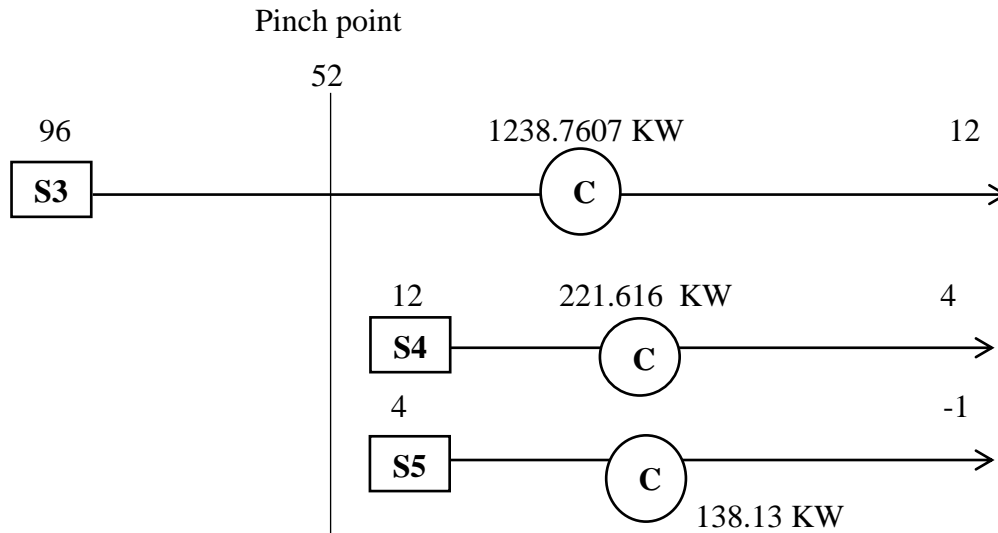 Pinch point
52
96 1238.7607 KW 12
S3 C
12 221.616 KW 4
S4 C
4 -1
S5 C
138.13 KW